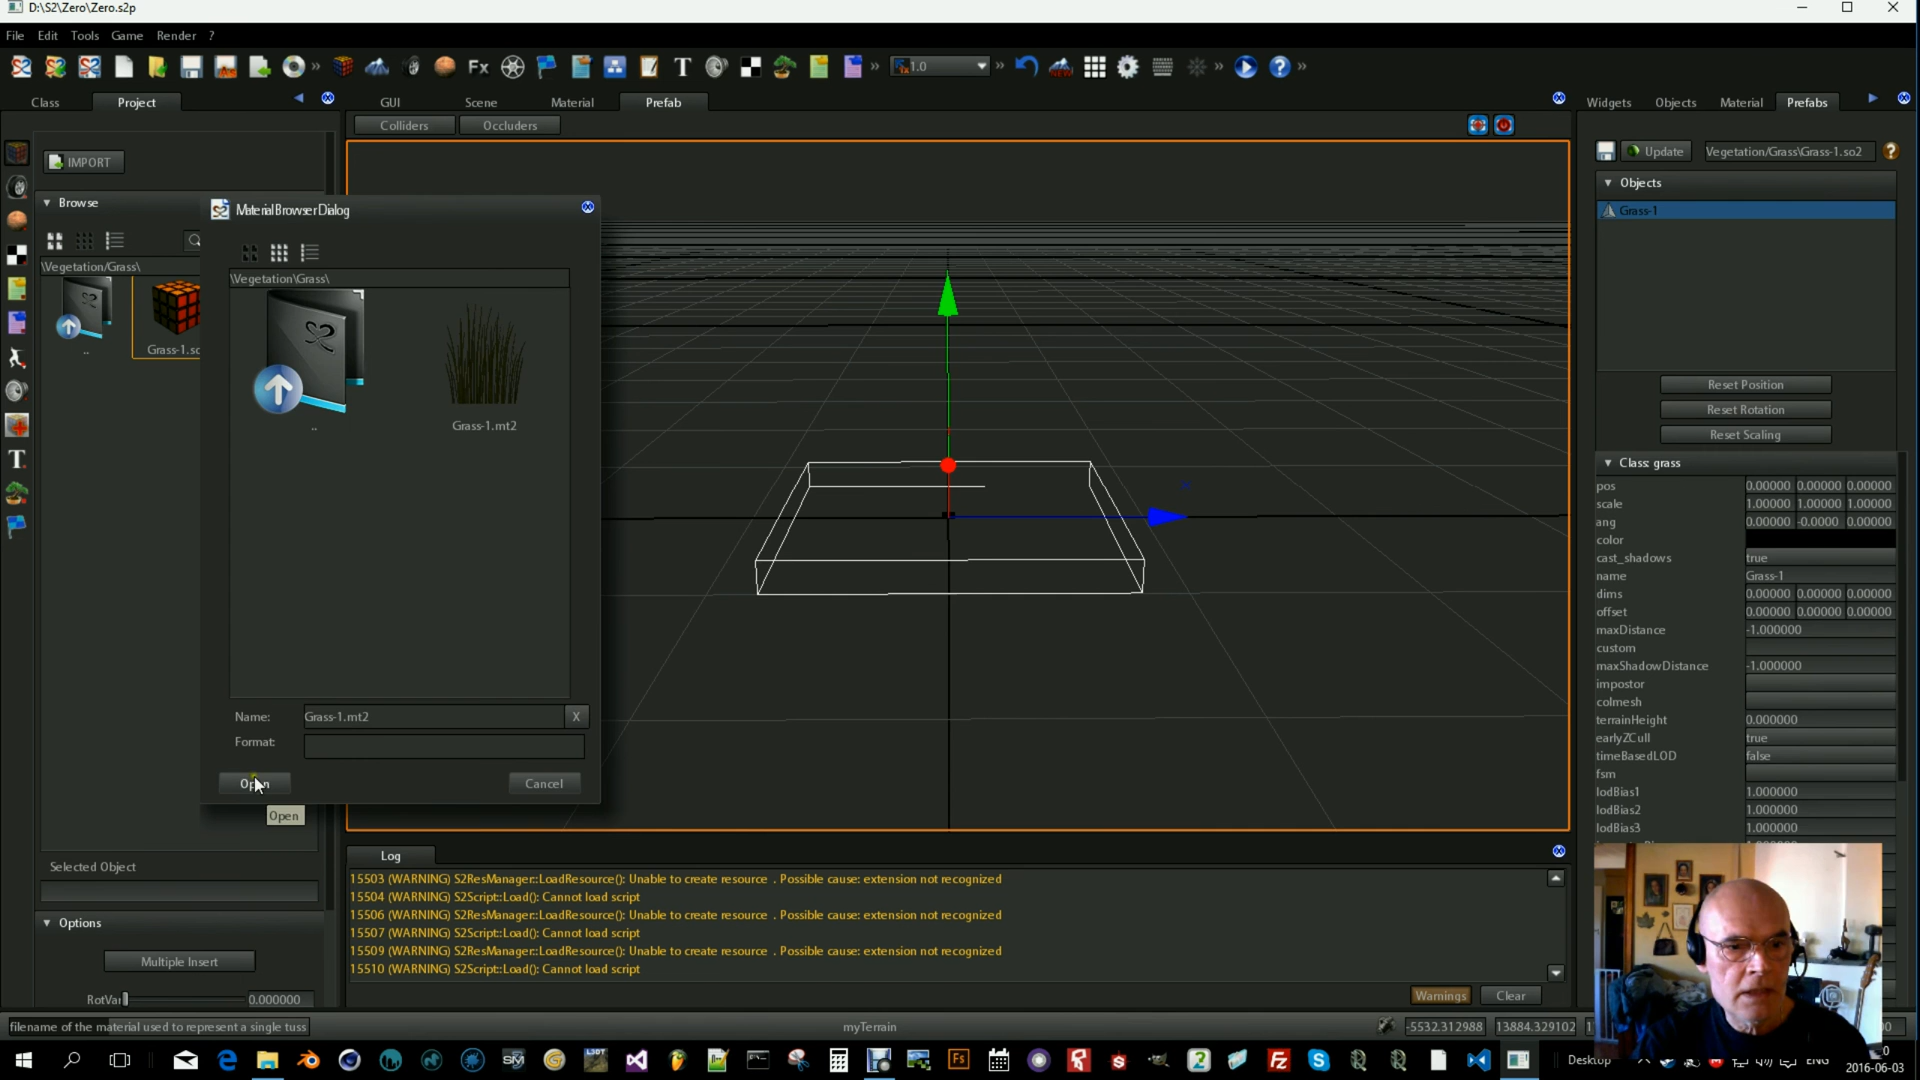 D:\S2\Zero\Zero.s2p
File Edit Tools Game Render ?
Fx T 1.0
Class Project GUI Scene Material Prefab Widgets Objects Material Prefabs
Colliders Occluders
IMPORT Update Vegetation/Grass\Grass-1.so2
Browse Objects
MaterialBrowserDialog Grass-1
\Vegetation/Grass\
\Vegetation\Grass\
.. Grass-1.so
.. Grass-1.mt2
Reset Position
Reset Rotation
Reset Scaling
Class: grass
pos 0.00000 0.00000 0.00000
scale 1.00000 1.00000 1.00000
ang 0.00000 -0.0000 0.00000
color
cast_shadows true
name Grass-1
dims 0.00000 0.00000 0.00000
offset 0.00000 0.00000 0.00000
maxDistance -1.000000
custom
maxShadowDistance -1.000000
impostor
colmesh
terrainHeight 0.000000
earlyZCull true
timeBasedLOD false
fsm
lodBias1 1.000000
lodBias2 1.000000
lodBias3 1.000000
Name: Grass-1.mt2 X
Format:
Open Cancel
Open
Selected Object
Options
Multiple Insert
RotVar 0.000000
Log
15503 (WARNING) S2ResManager::LoadResource(): Unable to create resource . Possible cause: extension not recognized
15504 (WARNING) S2Script::Load(): Cannot load script
15506 (WARNING) S2ResManager::LoadResource(): Unable to create resource . Possible cause: extension not recognized
15507 (WARNING) S2Script::Load(): Cannot load script
15509 (WARNING) S2ResManager::LoadResource(): Unable to create resource . Possible cause: extension not recognized
15510 (WARNING) S2Script::Load(): Cannot load script
Warnings Clear
filename of the material used to represent a single tuss myTerrain -5532.312988 13884.329102
Desktop ENG
2016-06-03